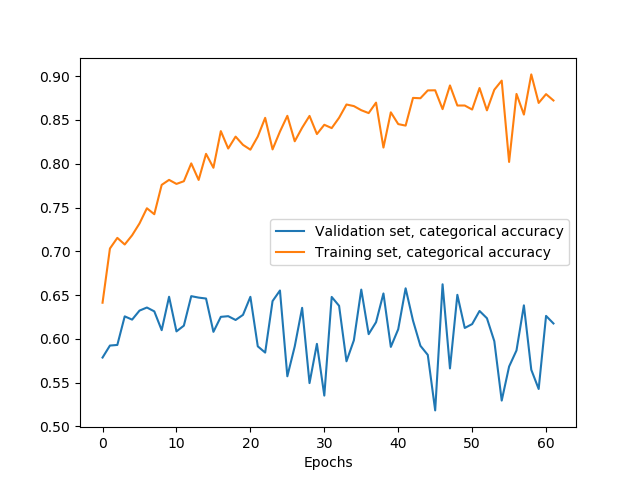 0.90
0.85
0.80
0.75
0.70
0.65
0.60
0.55
0.50
Validation set, categorical accuracy
Training set, categorical accuracy
0 10 20 30 40 50 60
Epochs